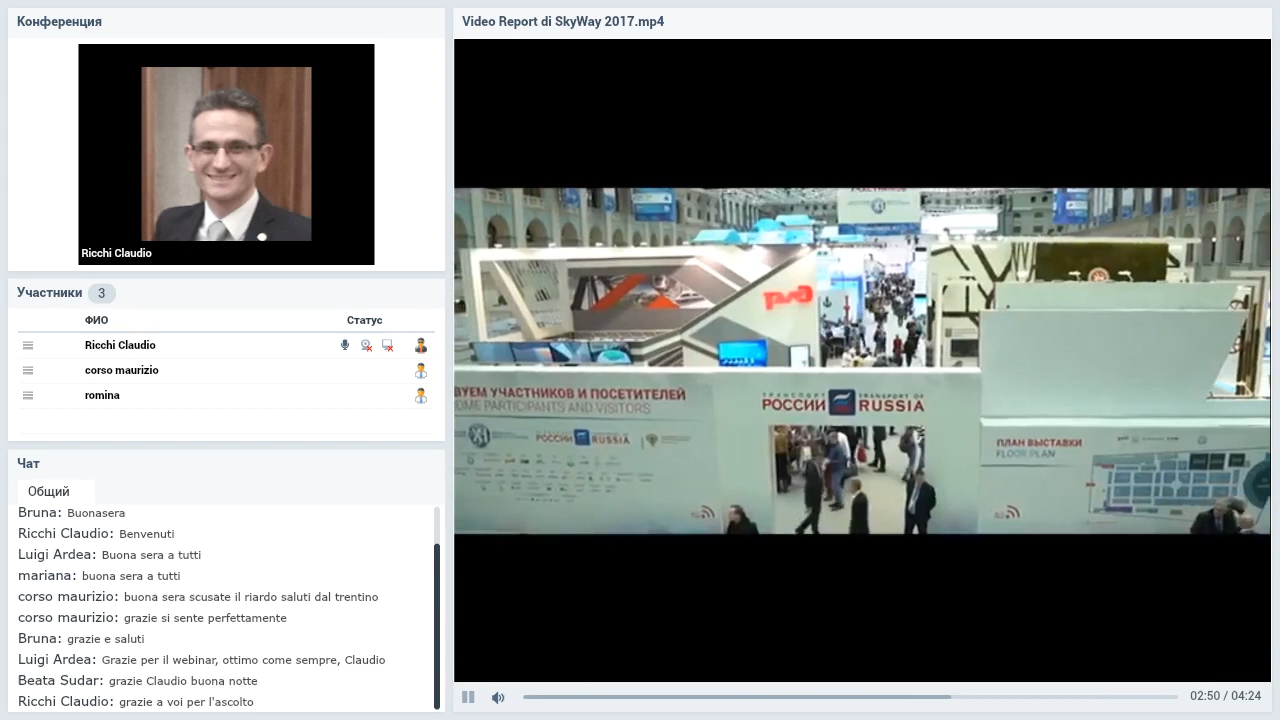 Конференция
Ricchi Claudio
Участники 3
ФИО Статус
Ricchi Claudio
corso maurizio
romina
Чат
Общий
Bruna: Buonasera
Ricchi Claudio: Benvenuti
Luigi Ardea: Buona sera a tutti
mariana: buona sera a tutti
corso maurizio: buona sera scusate il riardo saluti dal trentino
corso maurizio: grazie si sente perfettamente
Bruna: grazie e saluti
Luigi Ardea: Grazie per il webinar, ottimo come sempre, Claudio
Beata Sudar: grazie Claudio buona notte
Ricchi Claudio: grazie a voi per l'ascolto
Video Report di SkyWay 2017.mp4
ВУЕМ УЧАСТНИКОВ И ПОСЕТИТЕЛЕЙ
OME PARTICIPANTS AND VISITORS
РОССИИ RUSSIA
ТРАНСПОРТ TRANSPORT OF
РОССИИ RUSSIA
ПЛАН ВЫСТАВКИ
FLOOR PLAN
02:50 / 04:24